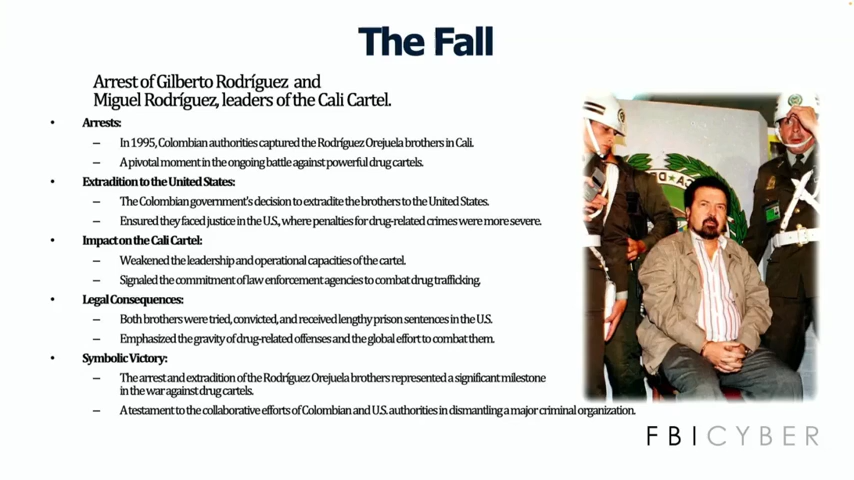 The Fall
Arrest of Gilberto Rodríguez and
Miguel Rodríguez, leaders of the Cali Cartel.
• Arrests:
– In 1995, Colombian authorities captured the Rodríguez Orejuela brothers in Cali.
– A pivotal moment in the ongoing battle against powerful drug cartels.
• Extradition to the United States:
– The Colombian government's decision to extradite the brothers to the United States.
– Ensured they faced justice in the U.S., where penalties for drug-related crimes were more severe.
• Impact on the Cali Cartel:
– Weakened the leadership and operational capacities of the cartel.
– Signaled the commitment of law enforcement agencies to combat drug trafficking.
• Legal Consequences:
– Both brothers were tried, convicted, and received lengthy prison sentences in the U.S.
– Emphasized the gravity of drug-related offenses and the global effort to combat them.
• Symbolic Victory:
– The arrest and extradition of the Rodríguez Orejuela brothers represented a significant milestone
in the war against drug cartels.
– A testament to the collaborative efforts of Colombian and U.S. authorities in dismantling a major criminal organization.
FBICYBER